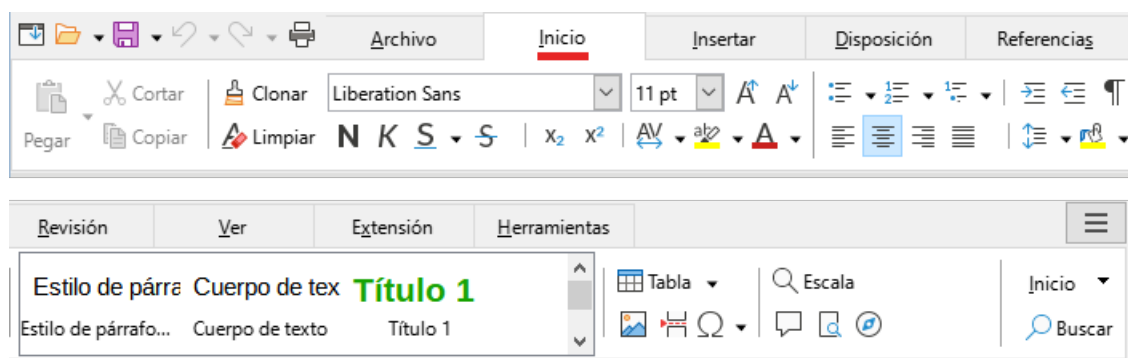 Archivo Inicio Insertar Disposición Referencias
Cortar Clonar Liberation Sans 11 pt
Pegar Copiar Limpiar N K S S x₂ x² AV ab A
Revisión Ver Extensión Herramientas
Estilo de párra Cuerpo de tex Título 1 Tabla Escala Inicio
Estilo de párrafo... Cuerpo de texto Título 1 Ω Buscar